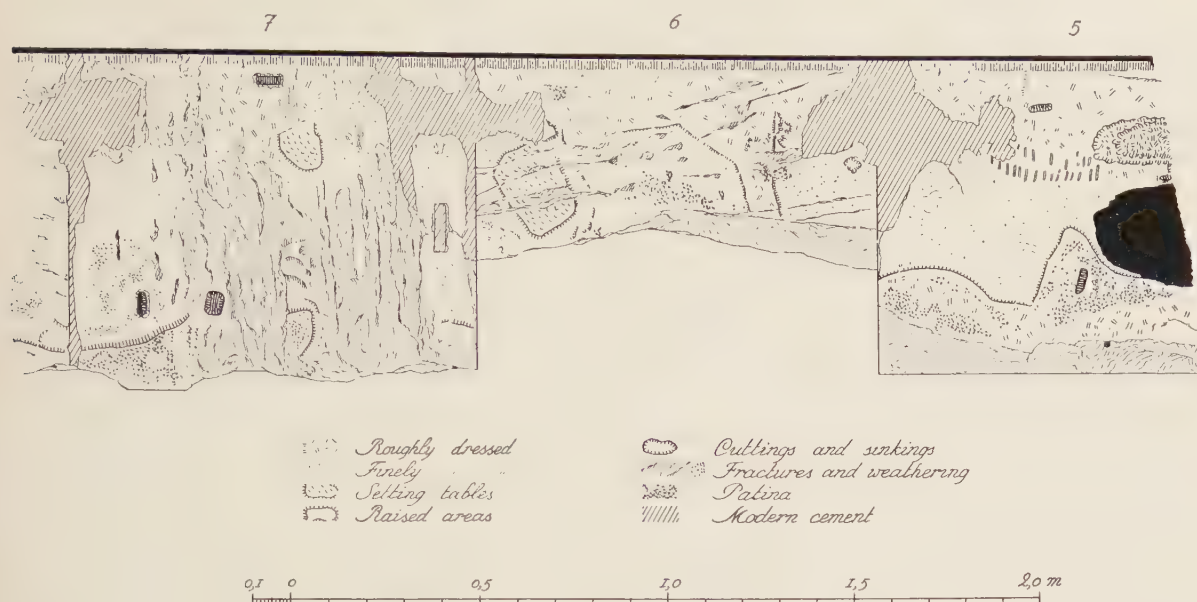 7 6 5
Roughly dressed
Finely " "
Setting tables
Raised areas
Cuttings and sinkings
Fractures and weathering
Patina
Modern cement
0,1 0 0,5 1,0 1,5 2,0 m